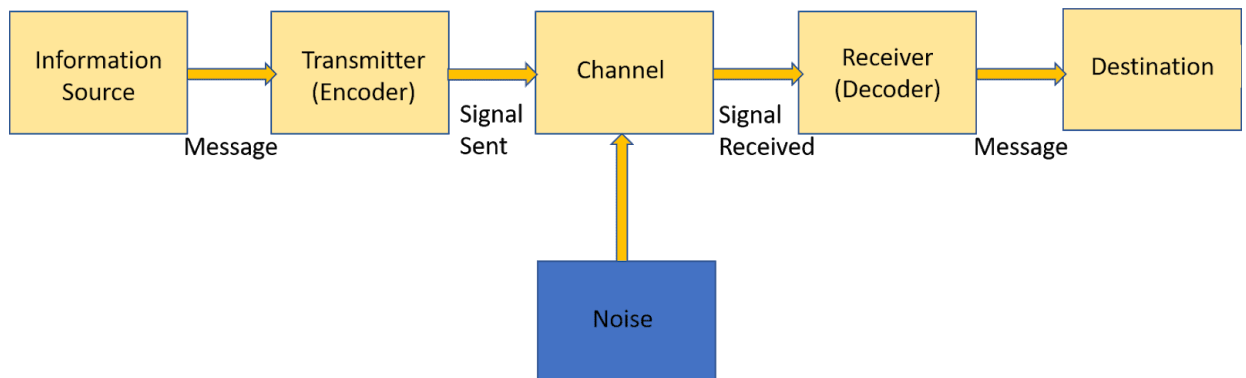 Information
Source
Transmitter
(Encoder)
Channel
Receiver
(Decoder)
Destination
Message
Signal
Sent
Signal
Received
Message
Noise